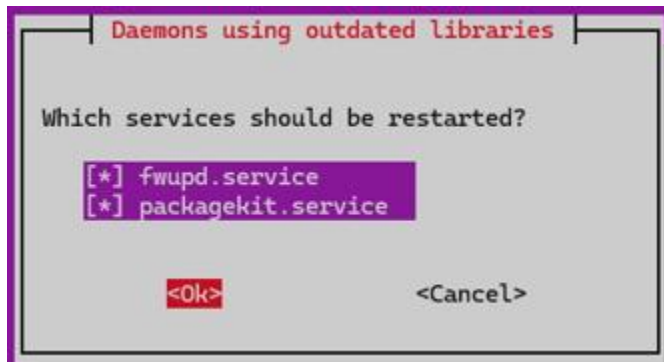 Daemons using outdated libraries
Which services should be restarted?
[*] fwupd.service
[*] packagekit.service
<Ok> <Cancel>